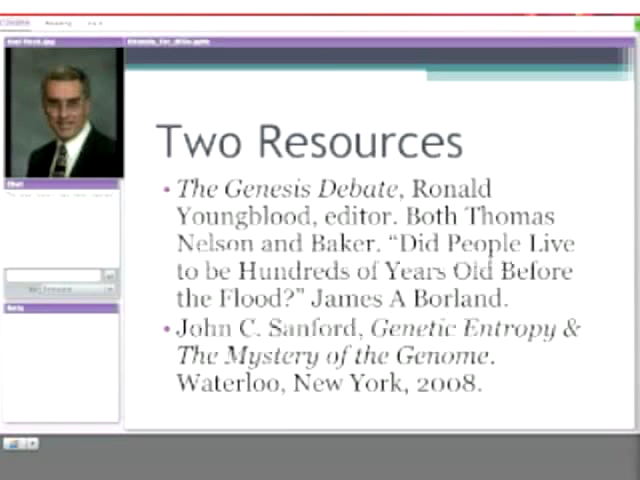 Two Resources
• The Genesis Debate, Ronald
Youngblood, editor. Both Thomas
Nelson and Baker. “Did People Live
to be Hundreds of Years Old Before
the Flood?” James A Borland.
• John C. Sanford, Genetic Entropy &
The Mystery of the Genome.
Waterloo, New York, 2008.